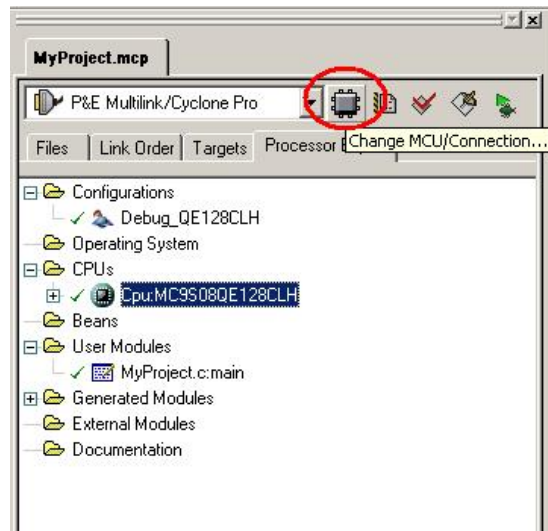 MyProject.mcp
P&E Multilink/Cyclone Pro
Files Link Order Targets Processor
Change MCU/Connection...
Configurations
Debug_QE128CLH
Operating System
CPUs
Cpu:MC9S08QE128CLH
Beans
User Modules
MyProject.c:main
Generated Modules
External Modules
Documentation